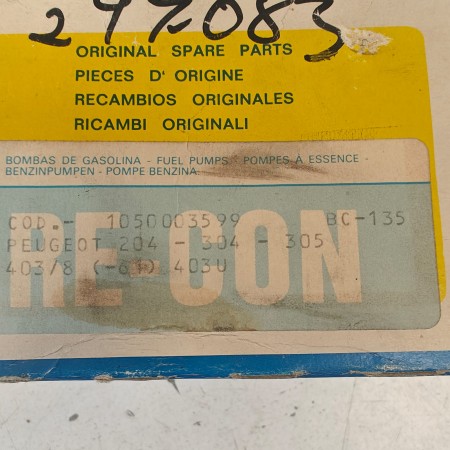 247083
ORIGINAL SPARE PARTS
PIECES D' ORIGINE
RECAMBIOS ORIGINALES
RICAMBI ORIGINALI
BOMBAS DE GASOLINA - FUEL PUMPS - POMPES À ESSENCE -
BENZINPUMPEN - POMPE BENZINA
COD.- 1050003599 BC-135
PEUGEOT 204 - 304 - 305
403/8 (-61) 403U
RE-CON